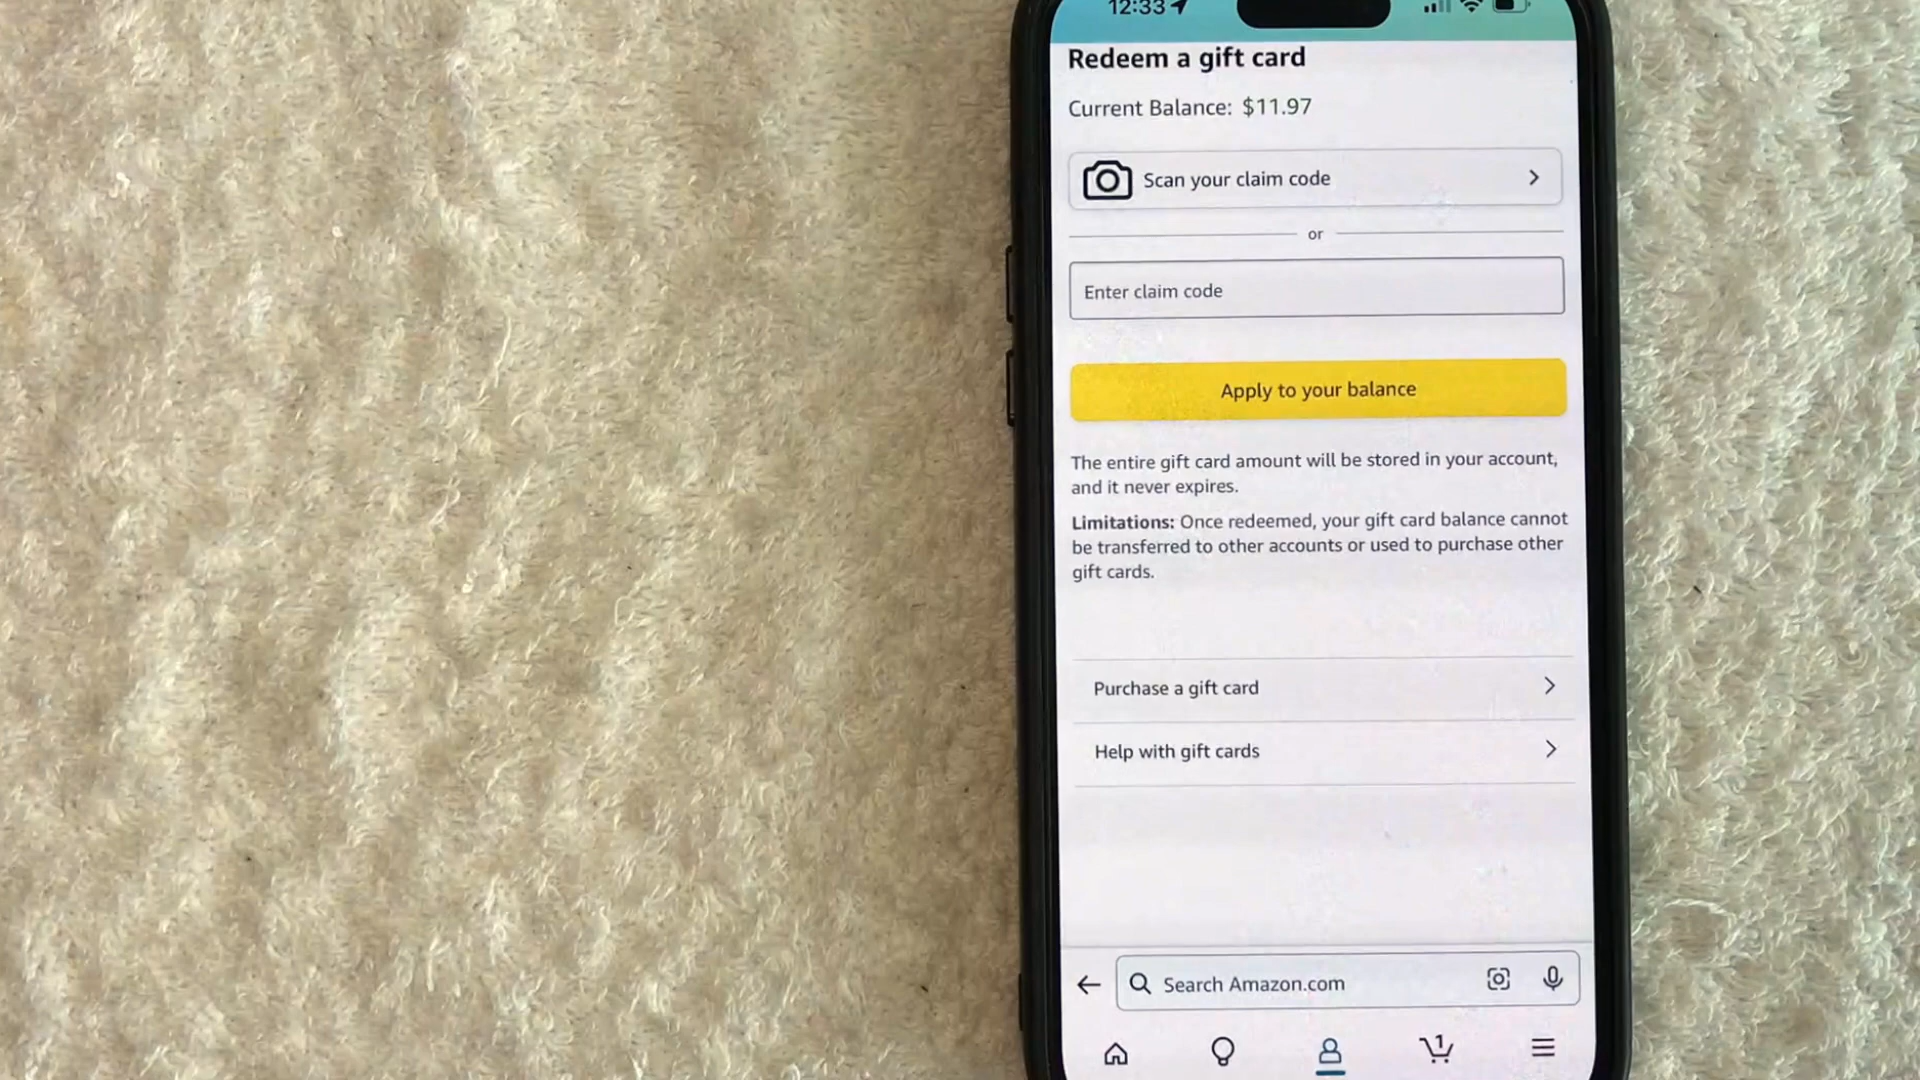 12:33
Redeem a gift card
Current Balance: $11.97
Scan your claim code
or
Enter claim code
Apply to your balance
The entire gift card amount will be stored in your account,
and it never expires.
Limitations: Once redeemed, your gift card balance cannot
be transferred to other accounts or used to purchase other
gift cards.
Purchase a gift card
Help with gift cards
Search Amazon.com
1